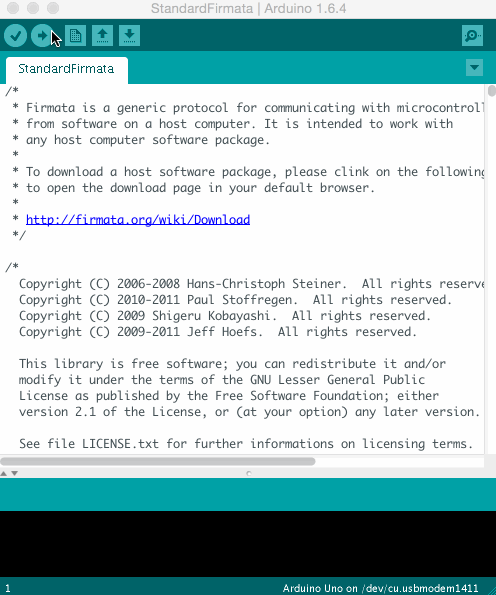 StandardFirmata | Arduino 1.6.4
StandardFirmata
/*
* Firmata is a generic protocol for communicating with microcontroll
* from software on a host computer. It is intended to work with
* any host computer software package.
*
* To download a host software package, please clink on the following
* to open the download page in your default browser.
*
* http://firmata.org/wiki/Download
*/
/*
Copyright (C) 2006-2008 Hans-Christoph Steiner.  All rights reserve
Copyright (C) 2010-2011 Paul Stoffregen.  All rights reserved.
Copyright (C) 2009 Shigeru Kobayashi.  All rights reserved.
Copyright (C) 2009-2011 Jeff Hoefs.  All rights reserved.
This library is free software; you can redistribute it and/or
modify it under the terms of the GNU Lesser General Public
License as published by the Free Software Foundation; either
version 2.1 of the License, or (at your option) any later version.
See file LICENSE.txt for further informations on licensing terms.
1 Arduino Uno on /dev/cu.usbmodem1411